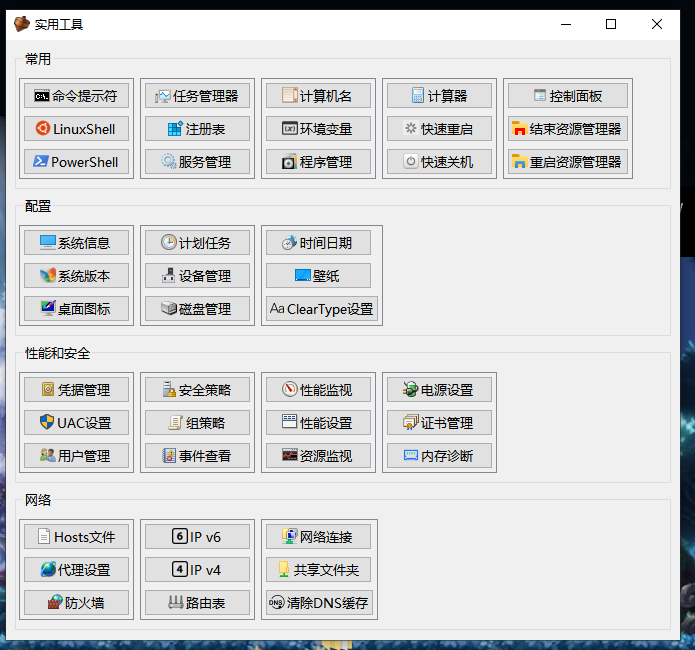 实用工具
常用
命令提示符 任务管理器 计算机名 计算器 控制面板
LinuxShell 注册表 环境变量 快速重启 结束资源管理器
PowerShell 服务管理 程序管理 快速关机 重启资源管理器
配置
系统信息 计划任务 时间日期
系统版本 设备管理 壁纸
桌面图标 磁盘管理 Aa ClearType设置
性能和安全
凭据管理 安全策略 性能监视 电源设置
UAC设置 组策略 性能设置 证书管理
用户管理 事件查看 资源监视 内存诊断
网络
Hosts文件 6 IP v6 网络连接
代理设置 4 IP v4 共享文件夹
防火墙 路由表 DNS 清除DNS缓存